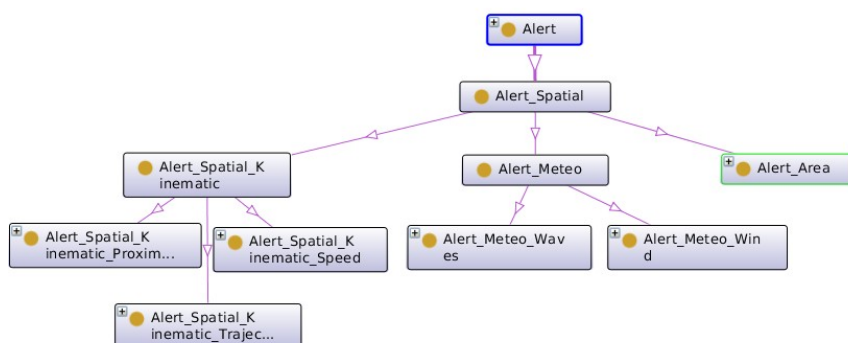 Alert
Alert_Spatial
Alert_Spatial_K
inematic
Alert_Meteo
Alert_Area
Alert_Spatial_K
inematic_Proxim...
Alert_Spatial_K
inematic_Speed
Alert_Meteo_Wav
es
Alert_Meteo_Win
d
Alert_Spatial_K
inematic_Trajec...